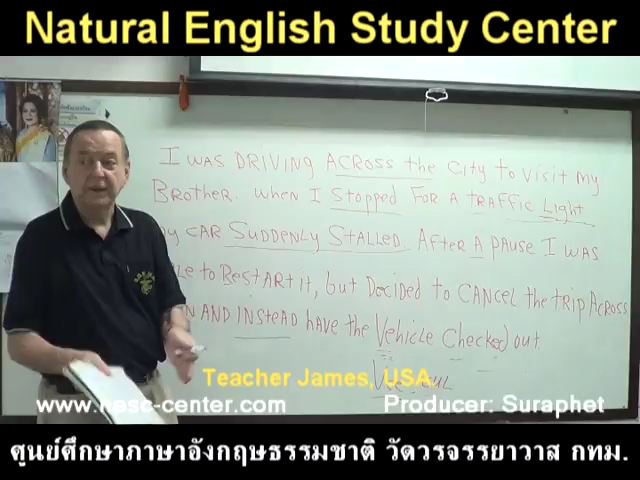 Natural English Study Center
I WAS DRIVING ACROSS the CITY to VISIT MY
BROTHER. WHEN I Stopped FOR A tRAffic Light
CAR SUDDENLY StALLED AFTER A PAUSE I WAS
to REStARt It, but DeciDeD to CANCEL the tRIP ACROSS
AND INSteAD hAVE the Vehicle Checked out
Teacher James, USA
www.nesc-center.com Producer: Suraphet
ศูนย์ศึกษาภาษาอังกฤษธรรมชาติ วัดวรจรรยาวาส กทม.